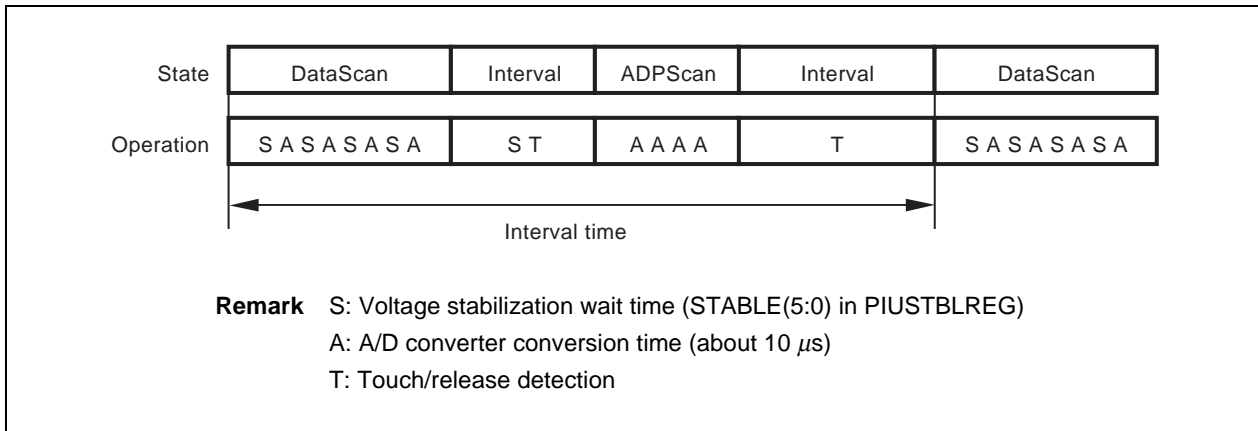 State DataScan Interval ADPScan Interval DataScan
Operation S A S A S A S A S T A A A A T S A S A S A S A
Interval time
Remark S: Voltage stabilization wait time (STABLE(5:0) in PIUSTBLREG)
A: A/D converter conversion time (about 10 μs)
T: Touch/release detection